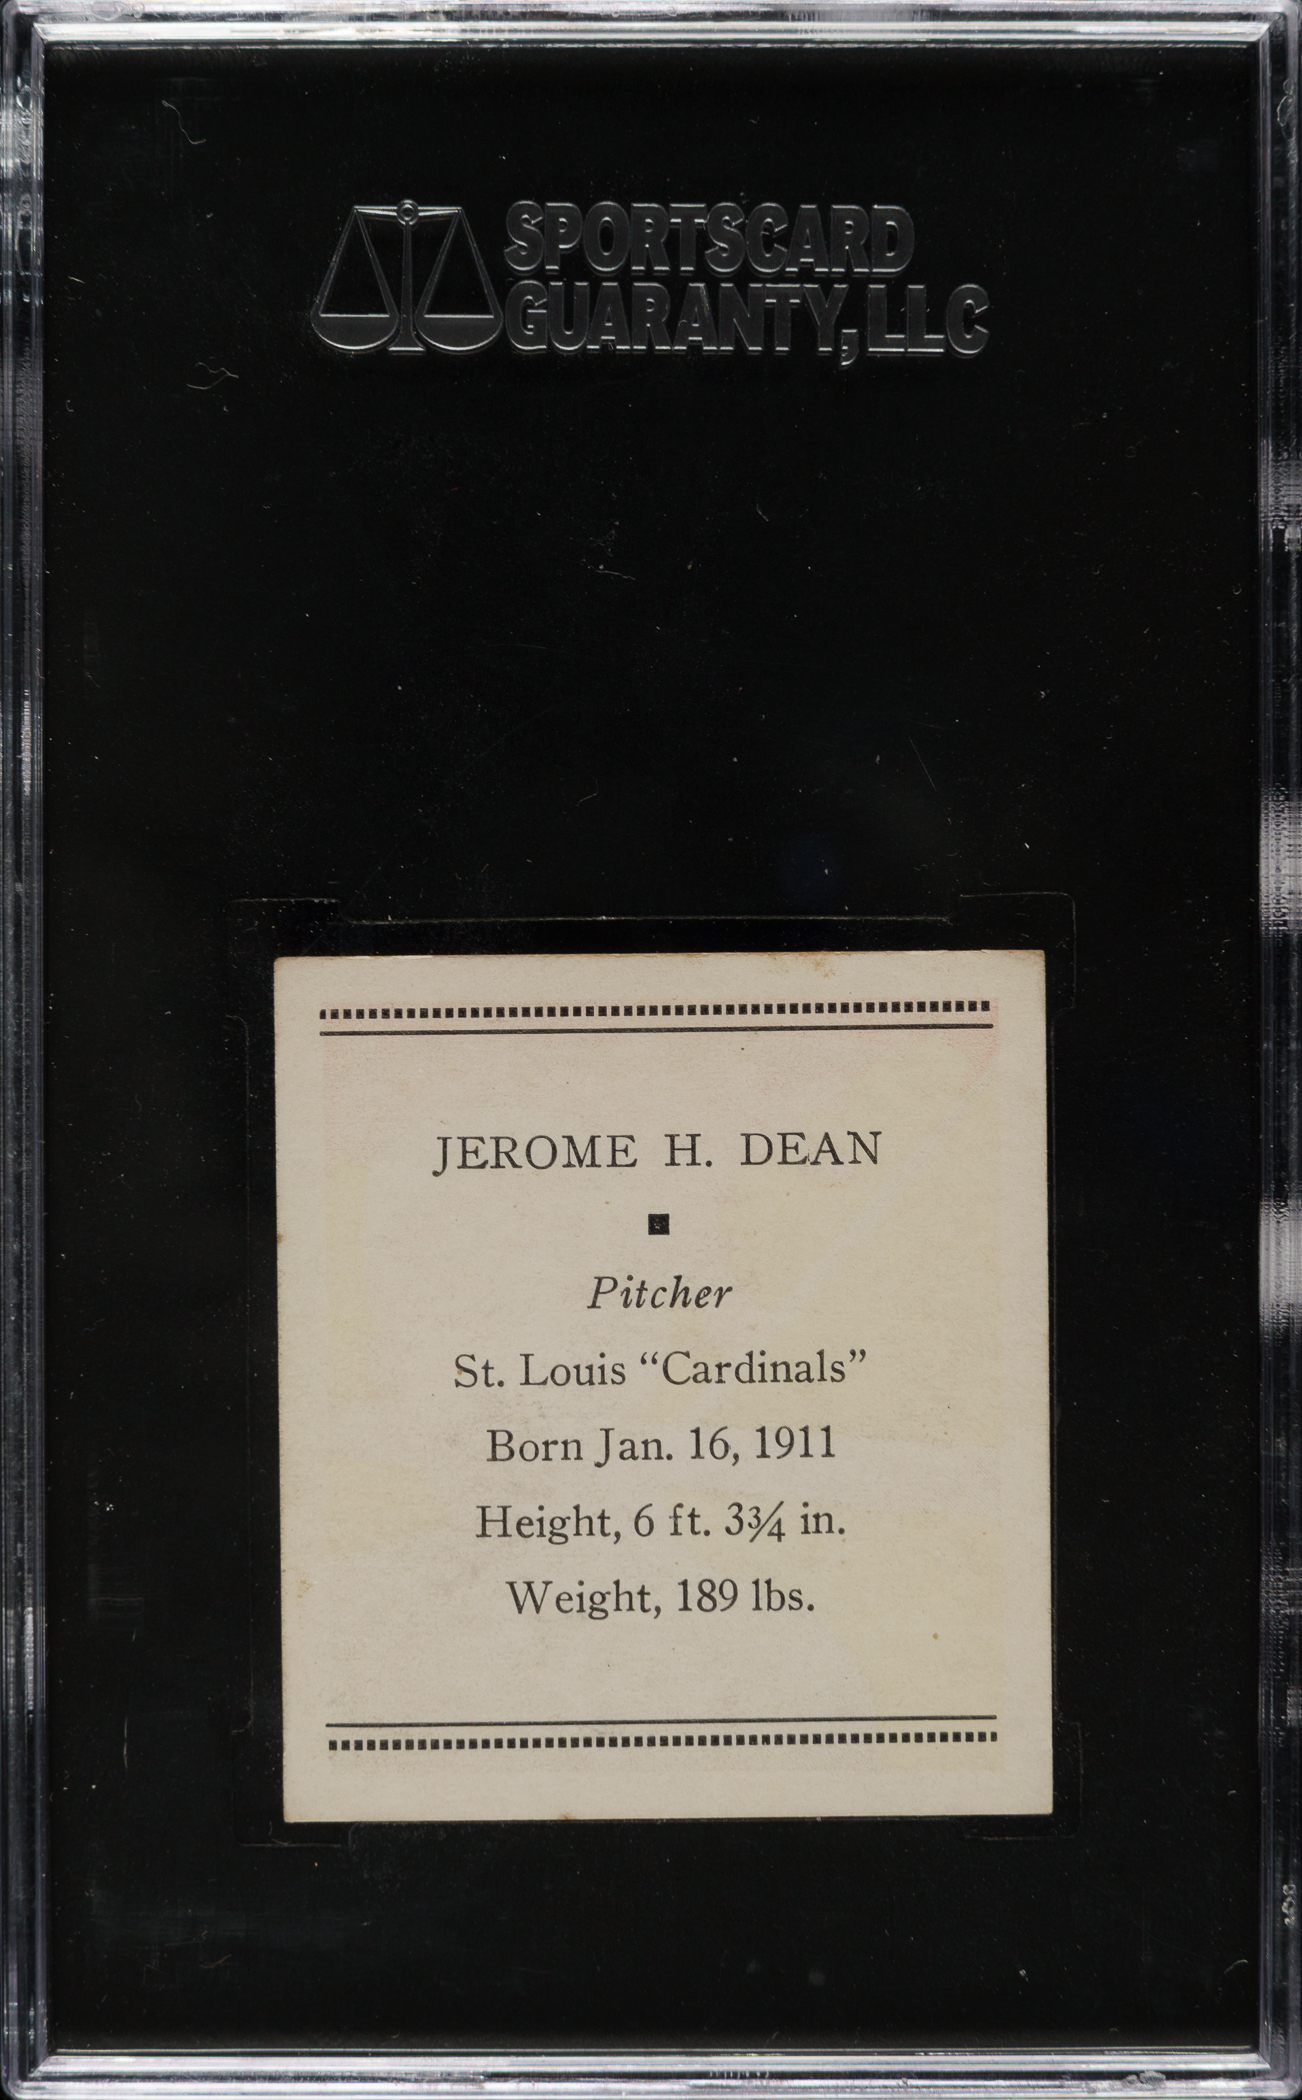 SPORTSCARD
GUARANTY, LLC
JEROME H. DEAN
Pitcher
St. Louis “Cardinals”
Born Jan. 16, 1911
Height, 6 ft. 3¾ in.
Weight, 189 lbs.